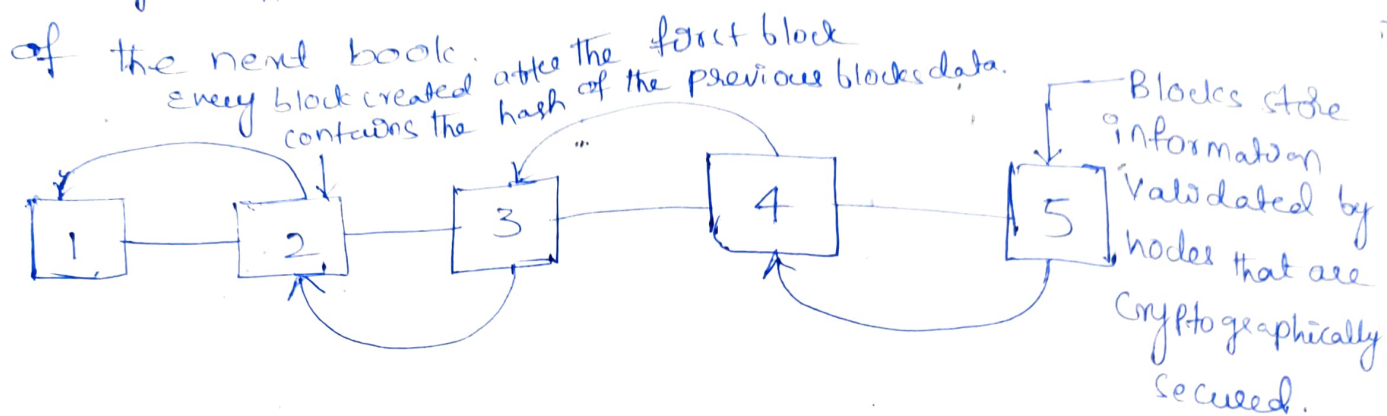 of the next book.
Every block created after the first block
contains the hash of the previous blocks data.
Blocks store
information
validated by
nodes that are
Cryptographically
secured.
1
2
3
4
5